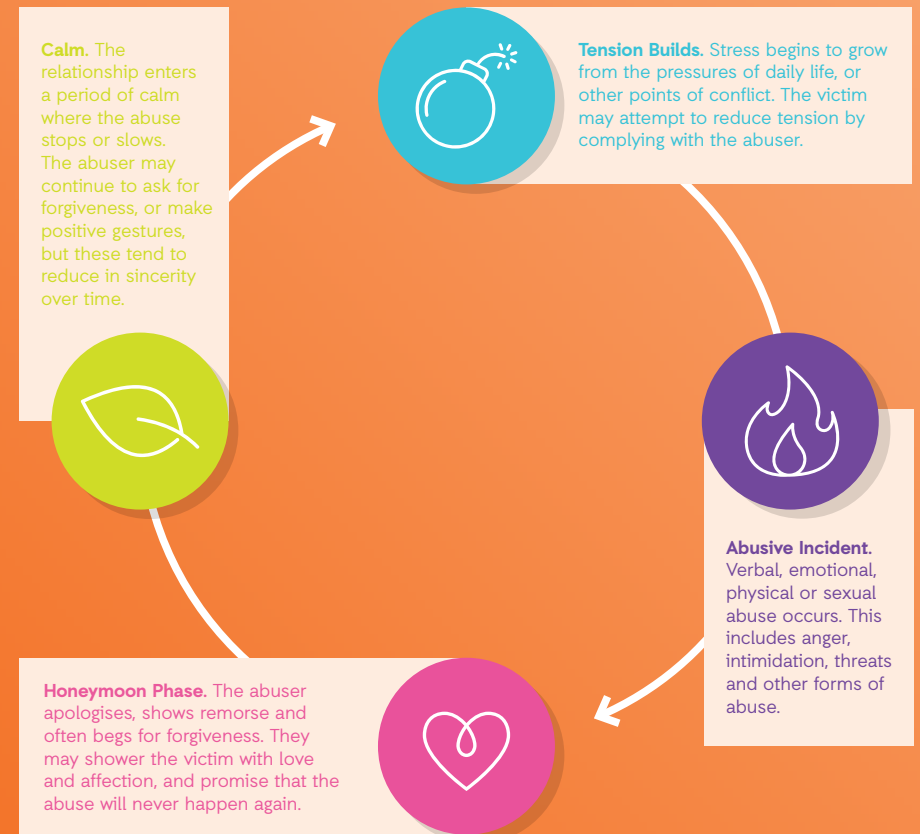 Calm. The
relationship enters
a period of calm
where the abuse
stops or slows.
The abuser may
continue to ask for
forgiveness, or make
positive gestures,
but these tend to
reduce in sincerity
over time.
Tension Builds. Stress begins to grow
from the pressures of daily life, or
other points of conflict. The victim
may attempt to reduce tension by
complying with the abuser.
Abusive Incident.
Verbal, emotional,
physical or sexual
abuse occurs. This
includes anger,
intimidation, threats
and other forms of
abuse.
Honeymoon Phase. The abuser
apologises, shows remorse and
often begs for forgiveness. They
may shower the victim with love
and affection, and promise that the
abuse will never happen again.